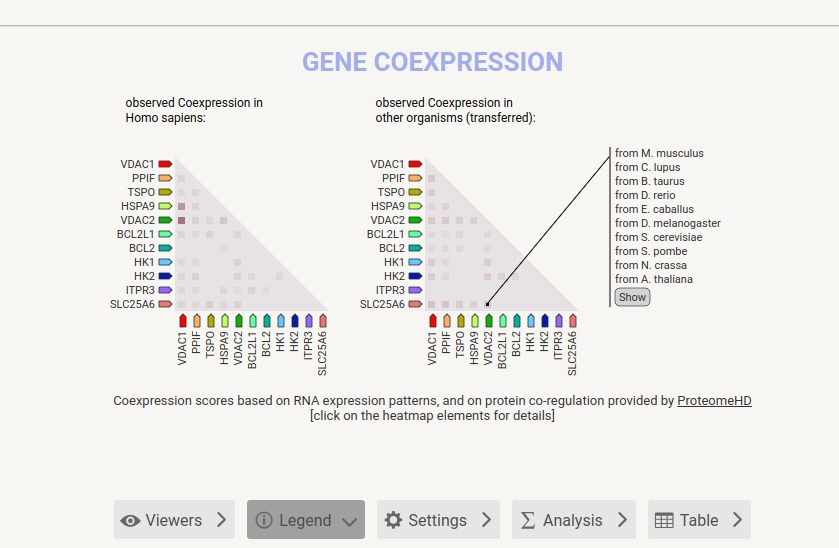 GENE COEXPRESSION
observed Coexpression in
Homo sapiens:
VDAC1
PPIF
TSPO
HSPA9
VDAC2
BCL2L1
BCL2
HK1
HK2
ITPR3
SLC25A6
VDAC1
PPIF
TSPO
HSPA9
VDAC2
BCL2L1
BCL2
HK1
HK2
ITPR3
SLC25A6
observed Coexpression in
other organisms (transferred):
VDAC1
PPIF
TSPO
HSPA9
VDAC2
BCL2L1
BCL2
HK1
HK2
ITPR3
SLC25A6
VDAC1
PPIF
TSPO
HSPA9
VDAC2
BCL2L1
BCL2
HK1
HK2
ITPR3
SLC25A6
from M. musculus
from C. lupus
from B. taurus
from D. rerio
from E. caballus
from D. melanogaster
from S. cerevisiae
from S. pombe
from N. crassa
from A. thaliana
Show
Coexpression scores based on RNA expression patterns, and on protein co-regulation provided by ProteomeHD
[click on the heatmap elements for details]
Viewers
Legend
Settings
Analysis
Table